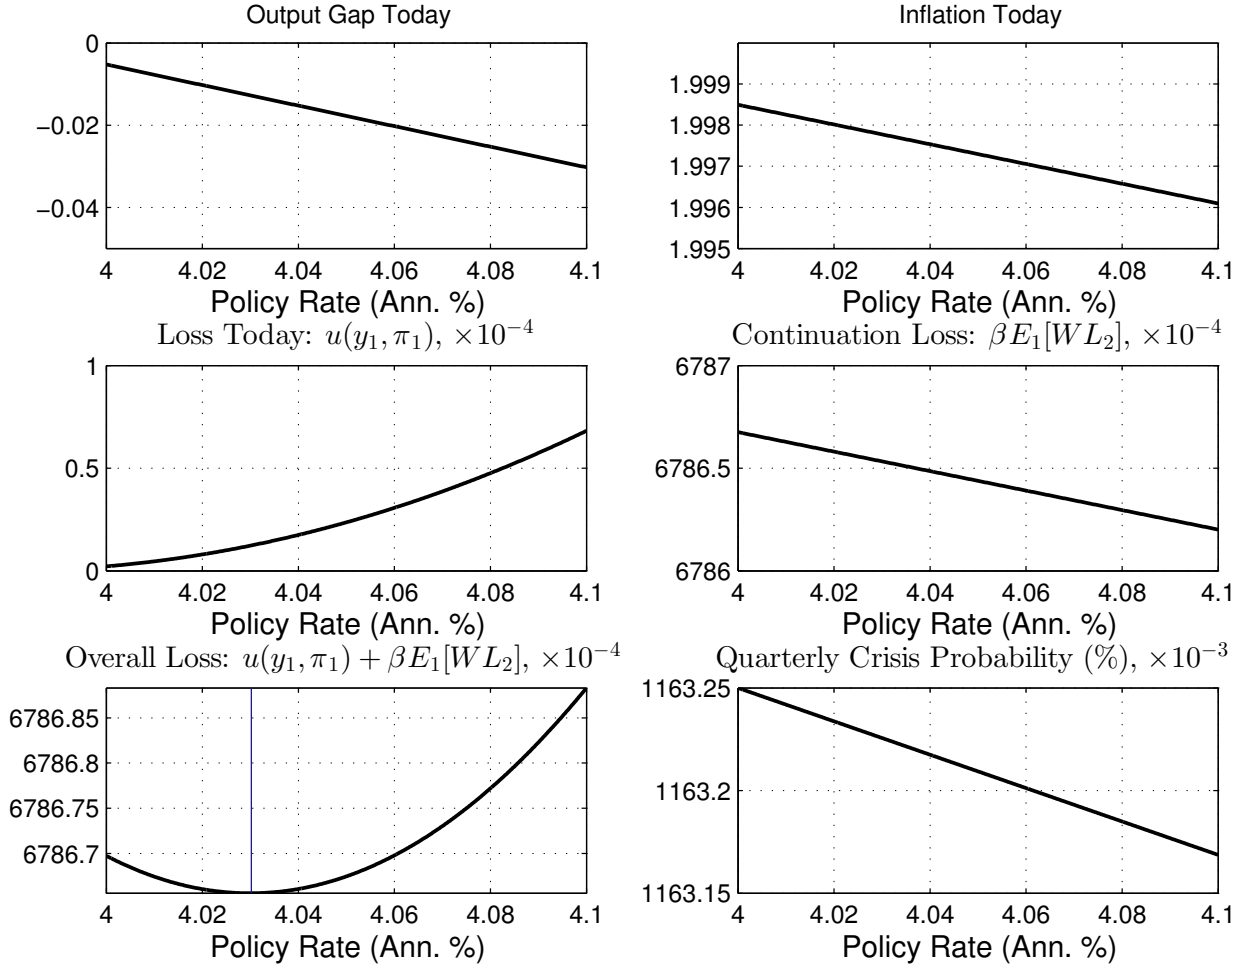 Output Gap Today
0
−0.02
−0.04
4 4.02 4.04 4.06 4.08 4.1
Policy Rate (Ann. %)
Inflation Today
1.999
1.998
1.997
1.996
1.995
4 4.02 4.04 4.06 4.08 4.1
Policy Rate (Ann. %)
Loss Today: u(y₁, π₁), ×10⁻⁴
1
0.5
0
4 4.02 4.04 4.06 4.08 4.1
Policy Rate (Ann. %)
Continuation Loss: βE₁[WL₂], ×10⁻⁴
6787
6786.5
6786
4 4.02 4.04 4.06 4.08 4.1
Policy Rate (Ann. %)
Overall Loss: u(y₁, π₁) + βE₁[WL₂], ×10⁻⁴
6786.85
6786.8
6786.75
6786.7
4 4.02 4.04 4.06 4.08 4.1
Policy Rate (Ann. %)
Quarterly Crisis Probability (%), ×10⁻³
1163.25
1163.2
1163.15
4 4.02 4.04 4.06 4.08 4.1
Policy Rate (Ann. %)